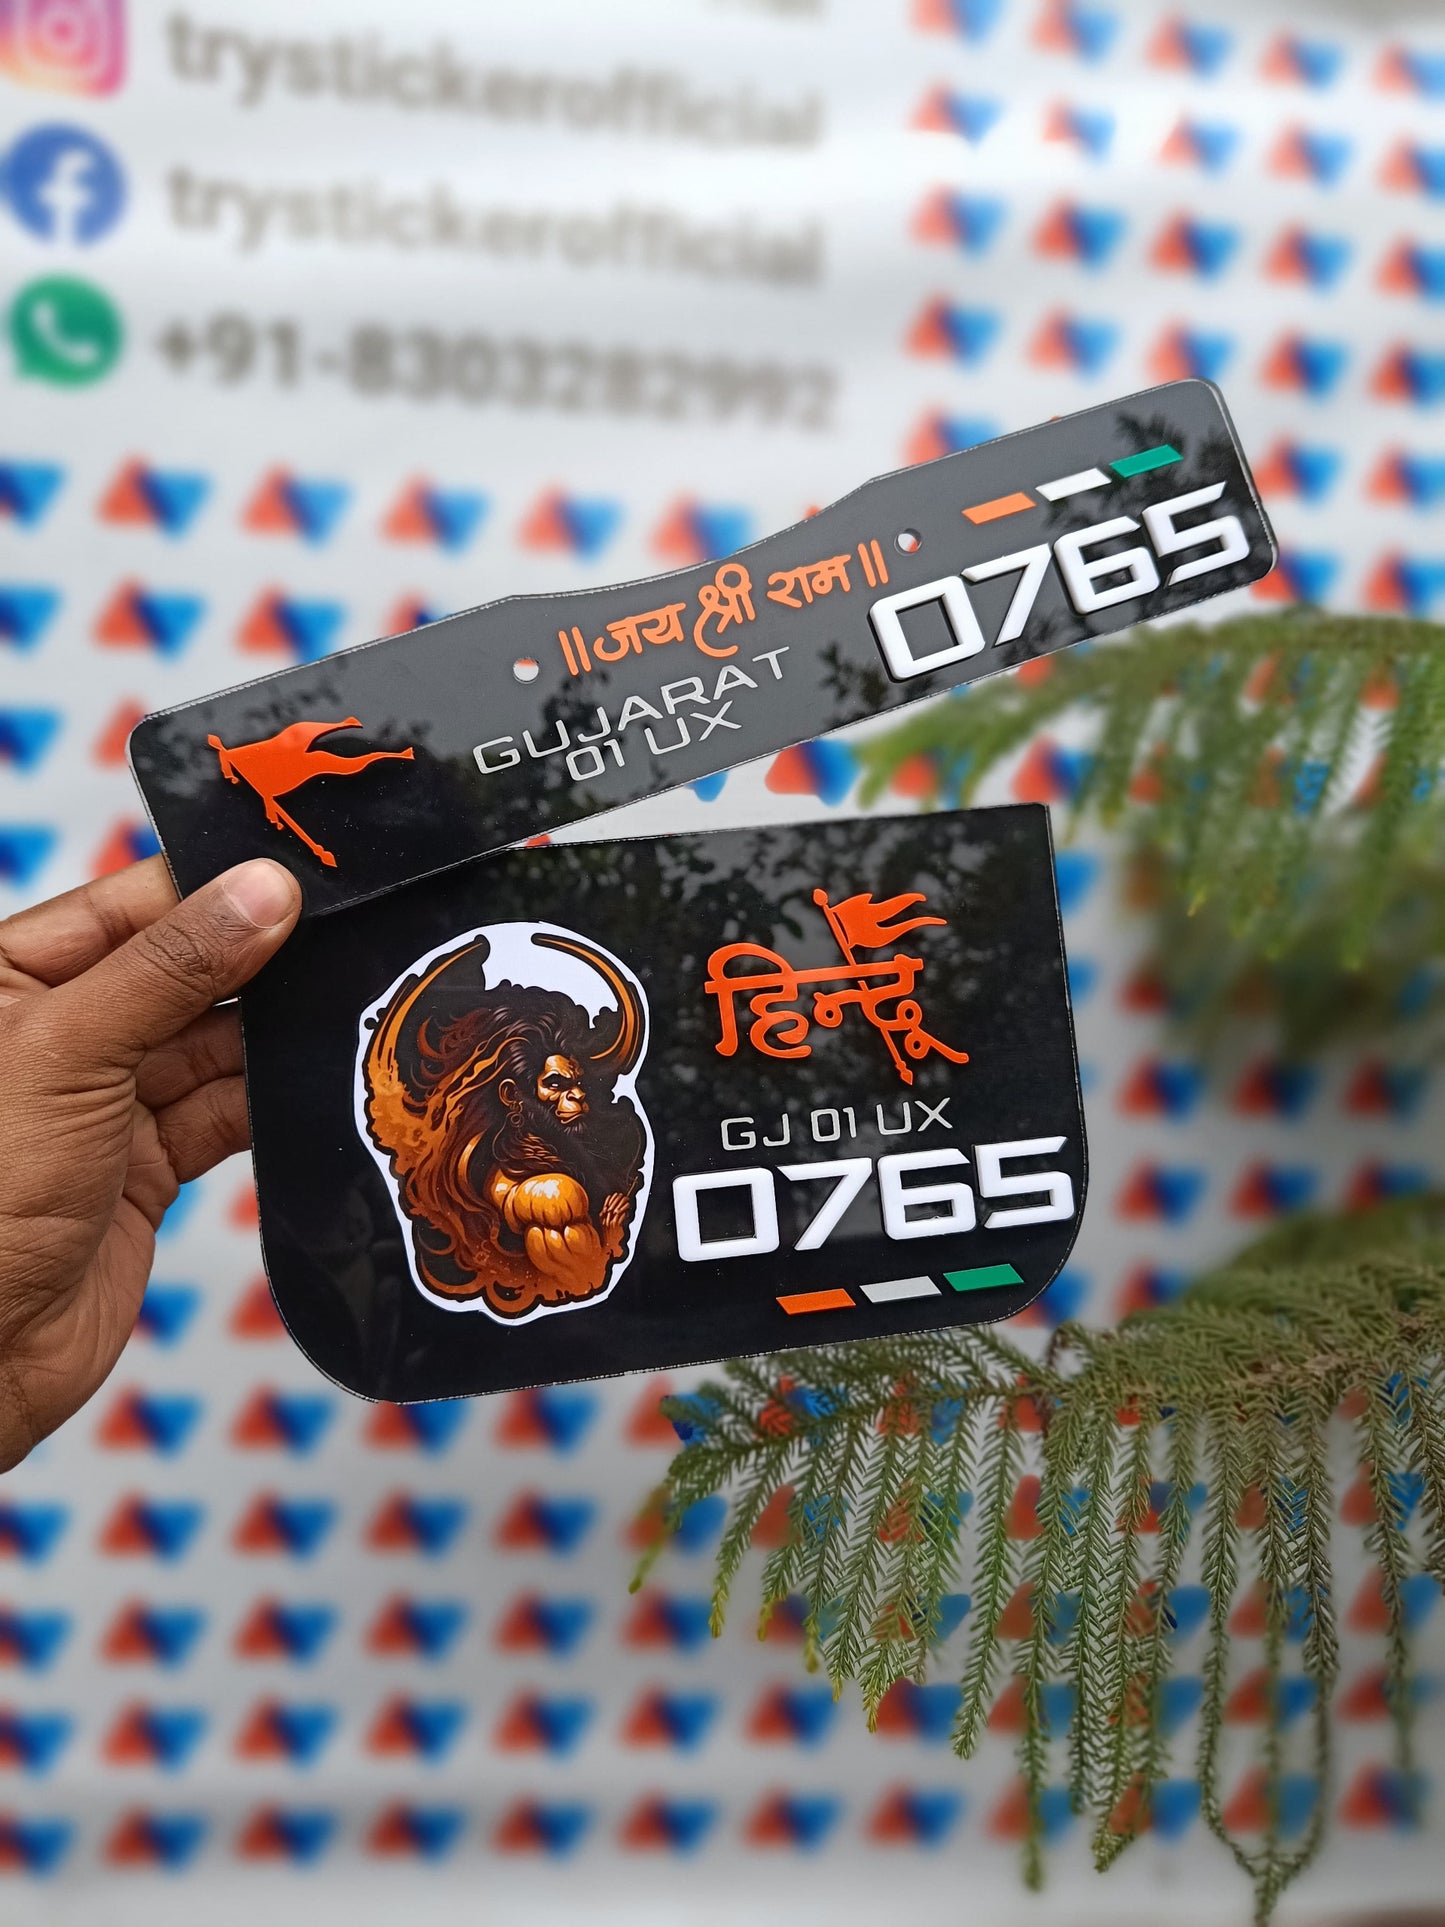 trystickerofficial
trystickerofficial
+91-8303282992
॥जय श्री राम॥
GUJARAT
01 UX
0765
हिन्दू
GJ 01 UX
0765